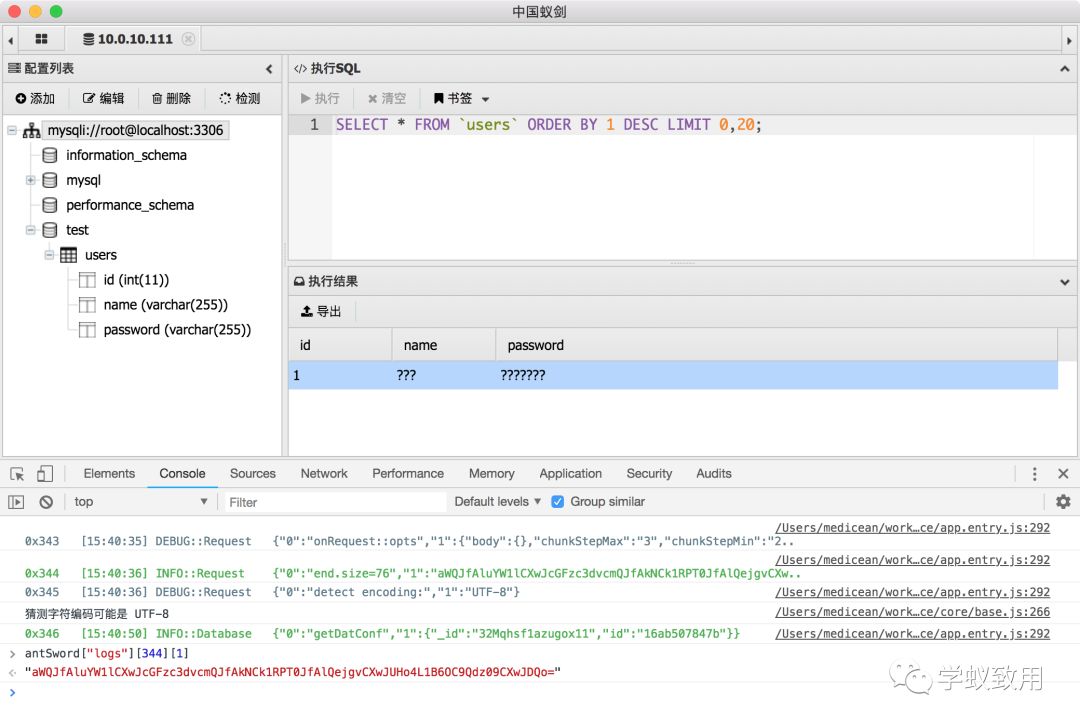 中国蚁剑
10.0.10.111
配置列表
添加 编辑 删除 检测
mysqli://root@localhost:3306
information_schema
mysql
performance_schema
test
users
id (int(11))
name (varchar(255))
password (varchar(255))
</> 执行SQL
执行 清空 书签
1 SELECT * FROM `users` ORDER BY 1 DESC LIMIT 0,20;
执行结果
导出
id name password
1 ??? ???????
Elements Console Sources Network Performance Memory Application Security Audits
top Filter Default levels Group similar
/Users/medicean/work…ce/app.entry.js:292
0x343 [15:40:35] DEBUG::Request {"0":"onRequest::opts","1":{"body":{},"chunkStepMax":"3","chunkStepMin":"2..
/Users/medicean/work…ce/app.entry.js:292
0x344 [15:40:36] INFO::Request {"0":"end.size=76","1":"aWQJfAluYW1lCXwJcGFzc3dvcmQJfAkNCk1RPT0JfAlQejgvCXw..
0x345 [15:40:36] DEBUG::Request {"0":"detect encoding:","1":"UTF-8"} /Users/medicean/work…ce/app.entry.js:292
猜测字符编码可能是 UTF-8 /Users/medicean/work…ce/core/base.js:266
0x346 [15:40:50] INFO::Database {"0":"getDatConf","1":{"_id":"32Mqhsf1azugox11","id":"16ab507847b"}} /Users/medicean/work…ce/app.entry.js:292
> antSword["logs"][344][1]
"aWQJfAluYW1lCXwJcGFzc3dvcmQJfAkNCk1RPT0JfAlQejgvCXwJUHo4L1B6OC9Qdz09CXwJDQo="
>
学蚁致用